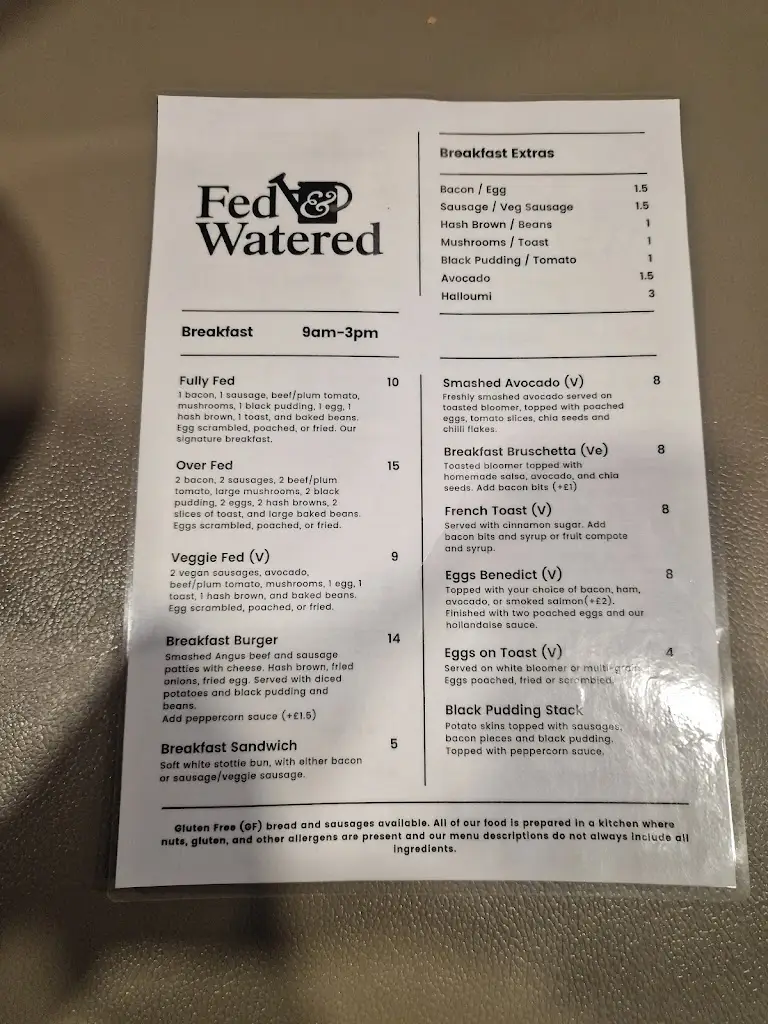 Fed &
Watered
Breakfast 9am-3pm
Fully Fed 10
1 bacon, 1 sausage, beef/plum tomato,
mushrooms, 1 black pudding, 1 egg, 1
hash brown, 1 toast, and baked beans.
Egg scrambled, poached, or fried. Our
signature breakfast.
Over Fed 15
2 bacon, 2 sausages, 2 beef/plum
tomato, large mushrooms, 2 black
pudding, 2 eggs, 2 hash browns, 2
slices of toast, and large baked beans.
Eggs scrambled, poached, or fried.
Veggie Fed (V) 9
2 vegan sausages, avocado,
beef/plum tomato, mushrooms, 1 egg, 1
toast, 1 hash brown, and baked beans.
Egg scrambled, poached, or fried.
Breakfast Burger 14
Smashed Angus beef and sausage
patties with cheese. Hash brown, fried
onions, fried egg. Served with diced
potatoes and black pudding and
beans.
Add peppercorn sauce (+£1.5)
Breakfast Sandwich 5
Soft white stottie bun, with either bacon
or sausage/veggie sausage.
Breakfast Extras
Bacon / Egg 1.5
Sausage / Veg Sausage 1.5
Hash Brown / Beans 1
Mushrooms / Toast 1
Black Pudding / Tomato 1
Avocado 1.5
Halloumi 3
Smashed Avocado (V) 8
Freshly smashed avocado served on
toasted bloomer, topped with poached
eggs, tomato slices, chia seeds and
chilli flakes.
Breakfast Bruschetta (Ve) 8
Toasted bloomer topped with
homemade salsa, avocado, and chia
seeds. Add bacon bits (+£1)
French Toast (V) 8
Served with cinnamon sugar. Add
bacon bits and syrup or fruit compote
and syrup.
Eggs Benedict (V) 8
Topped with your choice of bacon, ham,
avocado, or smoked salmon(+£2).
Finished with two poached eggs and our
hollandaise sauce.
Eggs on Toast (V) 4
Served on white bloomer or multi-grain
Eggs poached, fried or scrambled.
Black Pudding Stack
Potato skins topped with sausages,
bacon pieces and black pudding.
Topped with peppercorn sauce.
Gluten Free (GF) bread and sausages available. All of our food is prepared in a kitchen where
nuts, gluten, and other allergens are present and our menu descriptions do not always include all
ingredients.